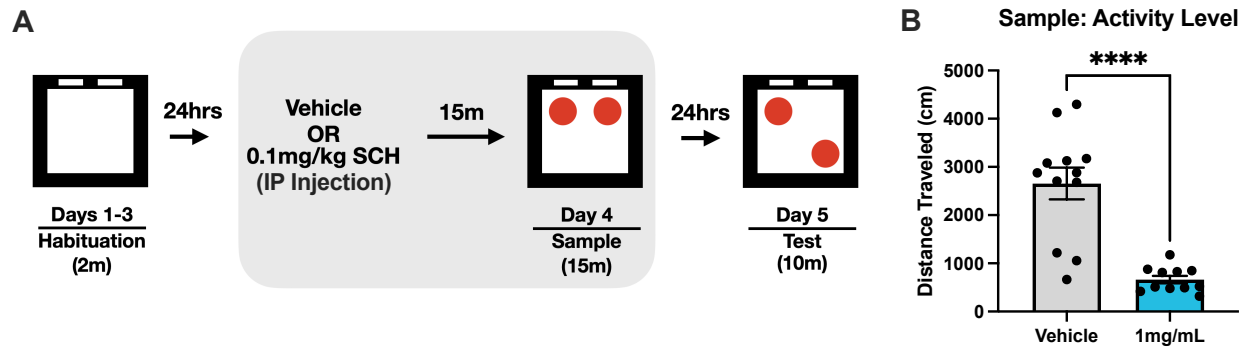 A
24hrs
Vehicle
OR
0.1mg/kg SCH
(IP Injection)
15m
24hrs
Days 1-3
Habituation
(2m)
Day 4
Sample
(15m)
Day 5
Test
(10m)
B
Sample: Activity Level
****
Distance Traveled (cm)
5000
4000
3000
2000
1000
0
Vehicle
1mg/mL